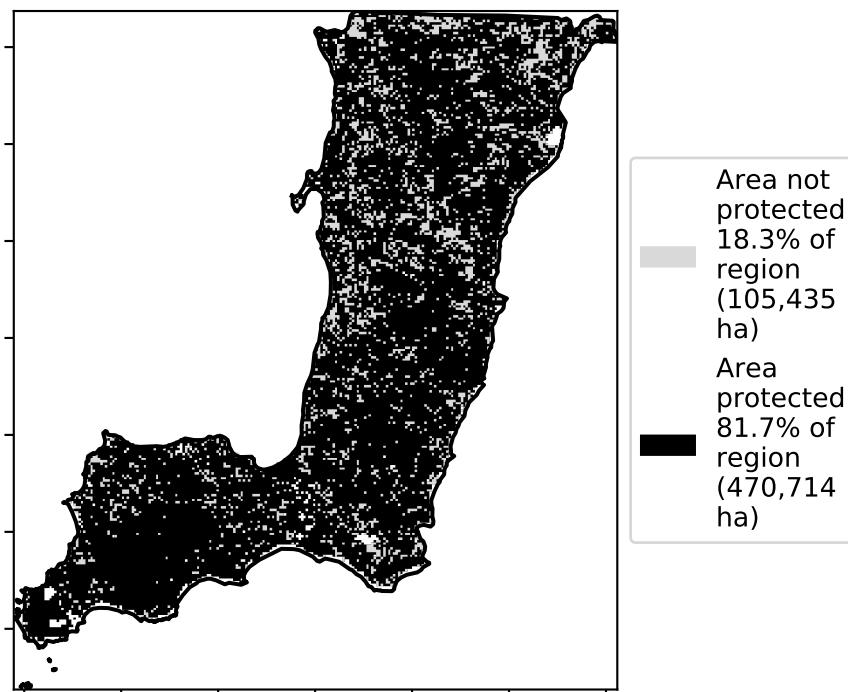 Area not
protected
18.3% of
region
(105,435
ha)
Area
protected
81.7% of
region
(470,714
ha)